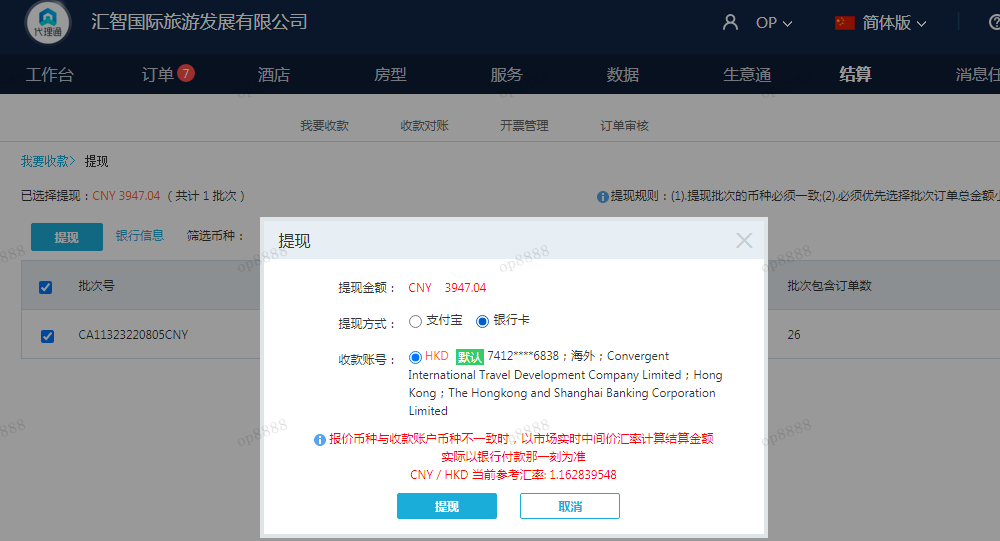 代理通
汇智国际旅游发展有限公司
OP
简体版
工作台
订单 7
酒店
房型
服务
数据
生意通
结算
消息任
我要收款
收款对账
开票管理
订单审核
我要收款> 提现
已选择提现：CNY 3947.04 （共计 1 批次）
提现规则：(1).提现批次的币种必须一致;(2).必须优先选择批次订单总金额小
提现
银行信息
筛选币种：
批次号
批次包含订单数
CA11323220805CNY
26
提现
提现金额： CNY 3947.04
提现方式： 支付宝 银行卡
收款账号： HKD 默认 7412****6838；海外；Convergent
International Travel Development Company Limited；Hong
Kong；The Hongkong and Shanghai Banking Corporation
Limited
报价币种与收款账户币种不一致时，以市场实时中间价汇率计算结算金额
实际以银行付款那一刻为准
CNY / HKD 当前参考汇率: 1.162839548
提现
取消
op8888
op8888
op8888
op8888
op8888
op8888